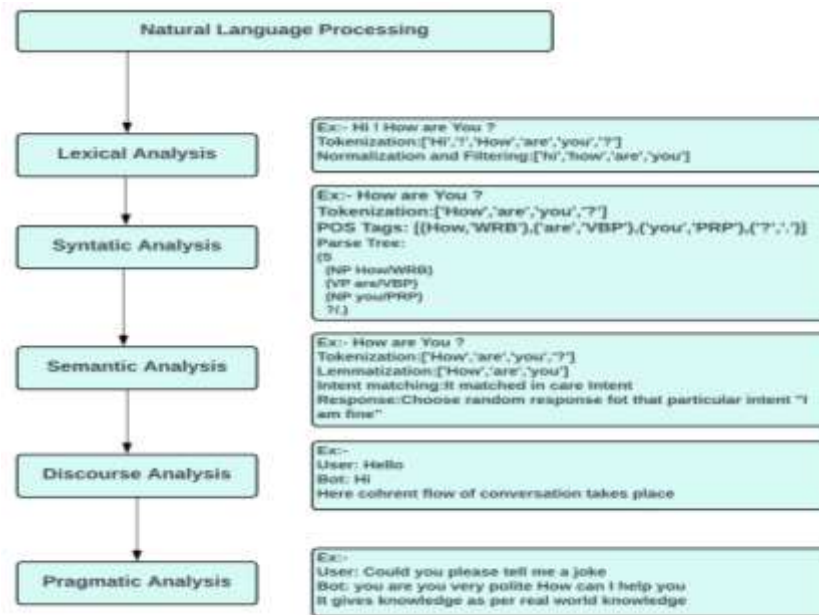 Natural Language Processing
Lexical Analysis
Ex:- Hi ! How are You ?
Tokenization:['Hi','!','How','are','you','?']
Normalization and Filtering:['hi','how','are','you']
Syntatic Analysis
Ex:- How are You ?
Tokenization:['How','are','you','?']
POS Tags: [(How,'WRB'),('are','VBP'),('you','PRP'),('?','.')]
Parse Tree:
(S
(NP How/WRB)
(VP are/VBP)
(NP you/PRP)
?/.)
Semantic Analysis
Ex:- How are You ?
Tokenization:['How','are','you','?']
Lemmatization:['How','are','you']
Intent matching:It matched in care Intent
Response:Choose random response fot that particular intent "I
am fine"
Discourse Analysis
Ex:-
User: Hello
Bot: Hi
Here cohrent flow of conversation takes place
Pragmatic Analysis
Ex:-
User: Could you please tell me a joke
Bot: you are you very polite How can I help you
It gives knowledge as per real world knowledge